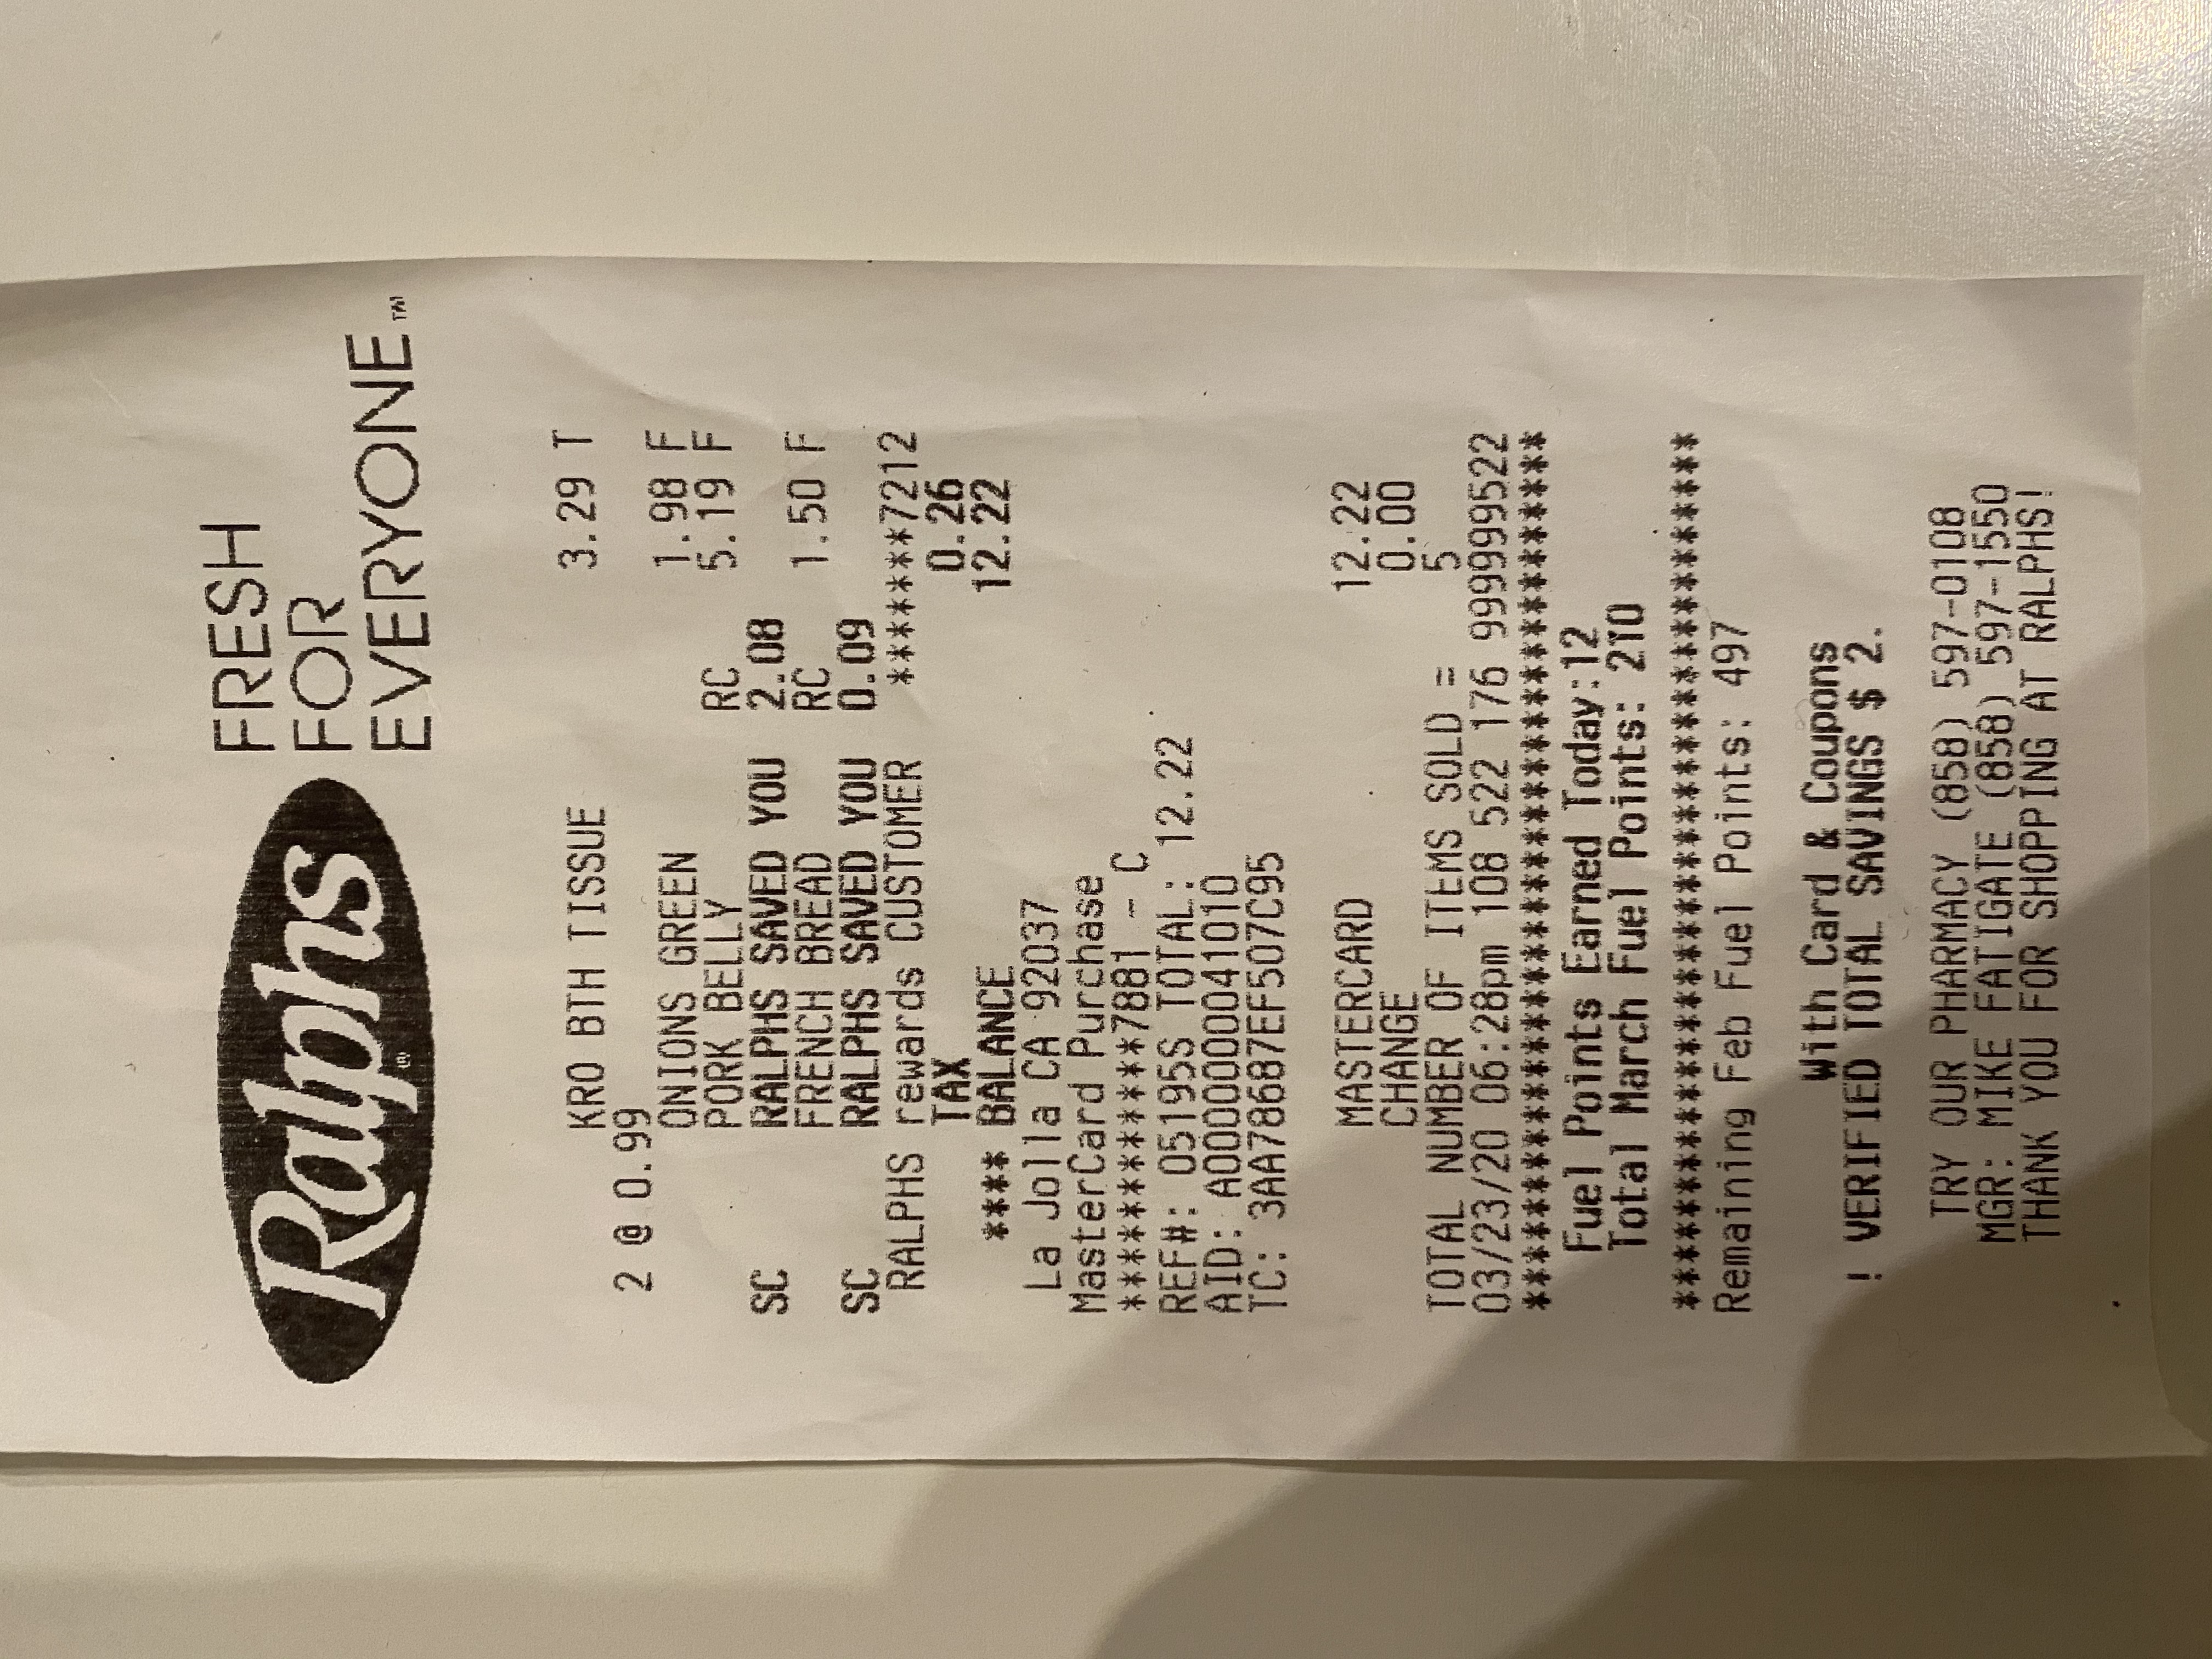 Ralphs
FRESH
FOR
EVERYONE™
KRO BTH TISSUE 3.29 T
2 @ 0.99
ONIONS GREEN 1.98 F
PORK BELLY RC 5.19 F
SC RALPHS SAVED YOU 2.08
FRENCH BREAD RC 1.50 F
SC RALPHS SAVED YOU 0.09
RALPHS rewards CUSTOMER *******7212
TAX 0.26
**** BALANCE 12.22
La Jolla CA 92037
MasterCard Purchase
************7881 - C
REF#: 05195S TOTAL: 12.22
AID: A0000000041010
TC: 3AA78687EF507C95
MASTERCARD 12.22
CHANGE 0.00
TOTAL NUMBER OF ITEMS SOLD = 5
03/23/20 06:28pm 108 522 176 999999522
**************************************
Fuel Points Earned Today:12
Total March Fuel Points: 210
**************************************
Remaining Feb Fuel Points: 497
With Card & Coupons
! VERIFIED TOTAL SAVINGS $ 2.
TRY OUR PHARMACY (858) 597-0108
MGR: MIKE FATIGATE (858) 597-1550
THANK YOU FOR SHOPPING AT RALPHS!